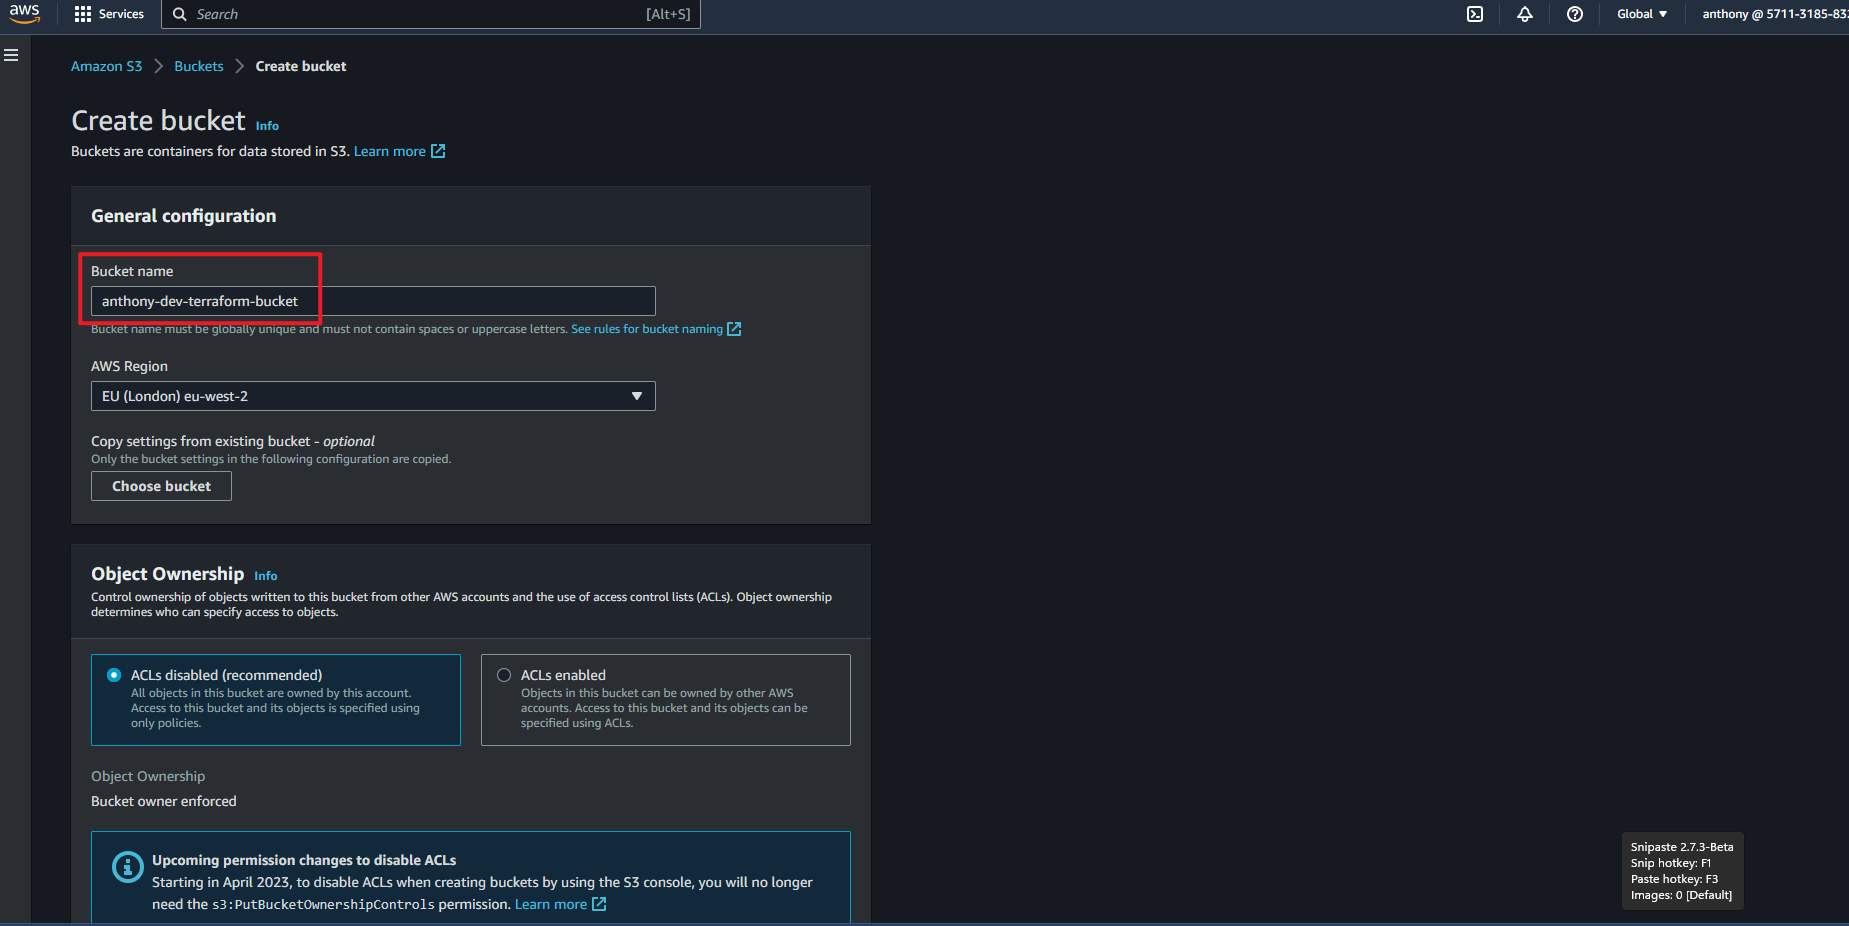 aws
Services
Search
[Alt+S]
Global
anthony @ 5711-3185-83
Amazon S3
Buckets
Create bucket
Create bucket
Info
Buckets are containers for data stored in S3. Learn more
General configuration
Bucket name
anthony-dev-terraform-bucket
Bucket name must be globally unique and must not contain spaces or uppercase letters. See rules for bucket naming
AWS Region
EU (London) eu-west-2
Copy settings from existing bucket - optional
Only the bucket settings in the following configuration are copied.
Choose bucket
Object Ownership
Info
Control ownership of objects written to this bucket from other AWS accounts and the use of access control lists (ACLs). Object ownership
determines who can specify access to objects.
ACLs disabled (recommended)
All objects in this bucket are owned by this account.
Access to this bucket and its objects is specified using
only policies.
ACLs enabled
Objects in this bucket can be owned by other AWS
accounts. Access to this bucket and its objects can be
specified using ACLs.
Object Ownership
Bucket owner enforced
Upcoming permission changes to disable ACLs
Starting in April 2023, to disable ACLs when creating buckets by using the S3 console, you will no longer
need the s3:PutBucketOwnershipControls permission. Learn more
Snipaste 2.7.3-Beta
Snip hotkey: F1
Paste hotkey: F3
Images: 0 [Default]